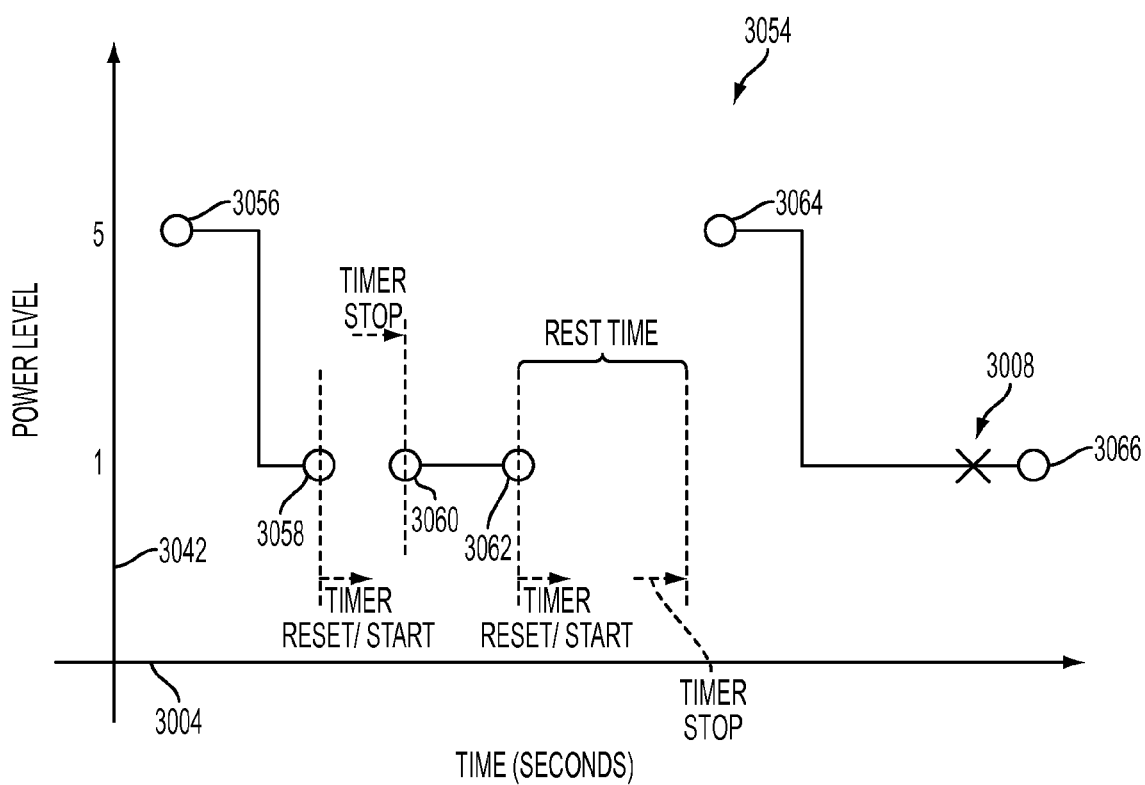 3054
3056
3064
5
TIMER
STOP
REST TIME
POWER LEVEL
3008
1
3066
3058
3060
3062
3042
TIMER
RESET/ START
TIMER
RESET/ START
3004
TIMER
STOP
TIME (SECONDS)